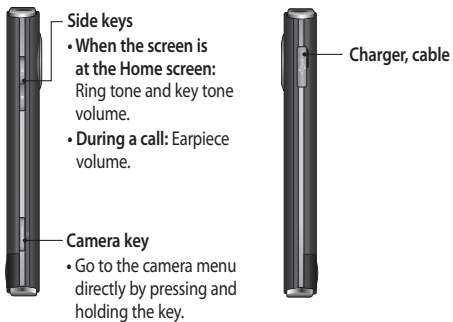 Side keys
• When the screen is
at the Home screen:
Ring tone and key tone
volume.
• During a call: Earpiece
volume.
Camera key
• Go to the camera menu
directly by pressing and
holding the key.
Charger, cable